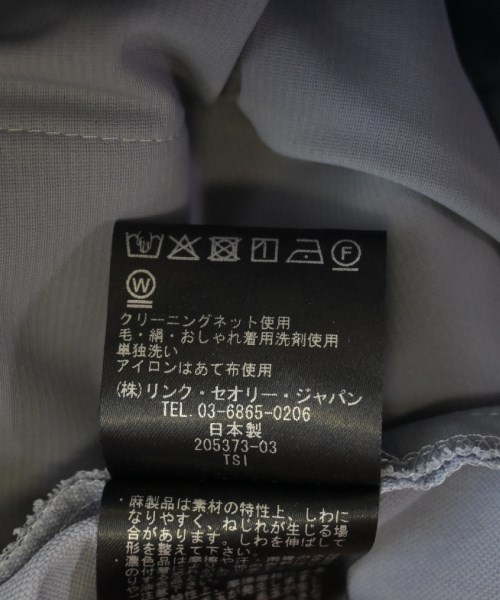 F
W
クリーニングネット使用
毛・絹・おしゃれ着用洗剤使用
単独洗い
アイロンはあて布使用
(株)リンク・セオリー・ジャパン
TEL.03-6865-0206
日本製
205373-03
TSI
・麻製品は素材の特性上、しわに
なりやすく、ねじれが生じる場
合があります。しわを伸ばして
形を整えて下さい。